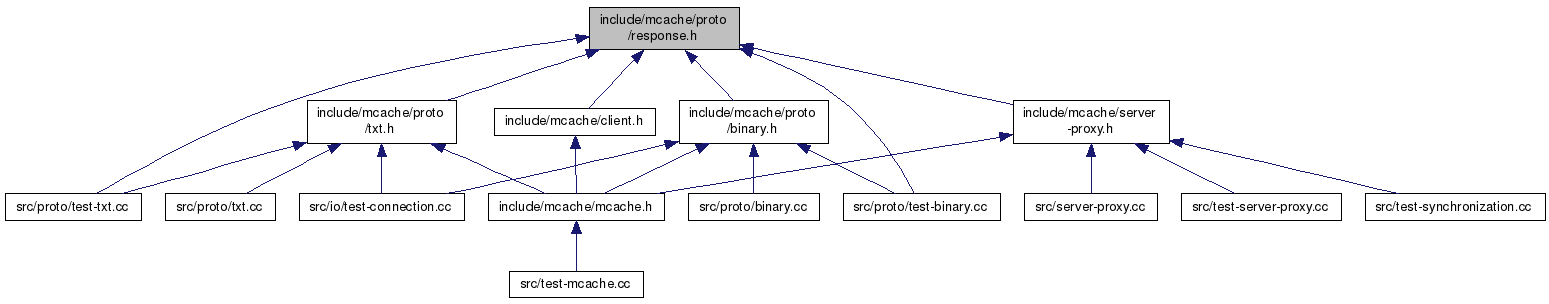 include/mcache/proto
/response.h
include/mcache/proto
/txt.h
include/mcache/client.h
include/mcache/proto
/binary.h
include/mcache/server
-proxy.h
src/proto/test-txt.cc
src/proto/txt.cc
src/io/test-connection.cc
include/mcache/mcache.h
src/proto/binary.cc
src/proto/test-binary.cc
src/server-proxy.cc
src/test-server-proxy.cc
src/test-synchronization.cc
src/test-mcache.cc